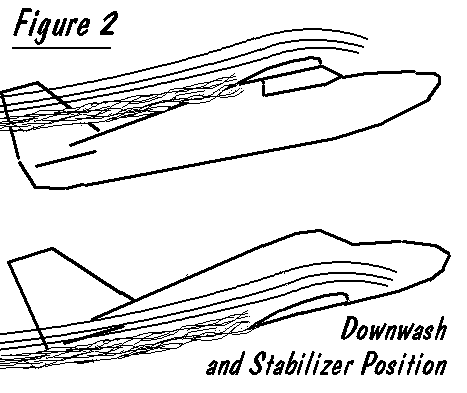 Figure 2
Downwash
and Stabilizer Position